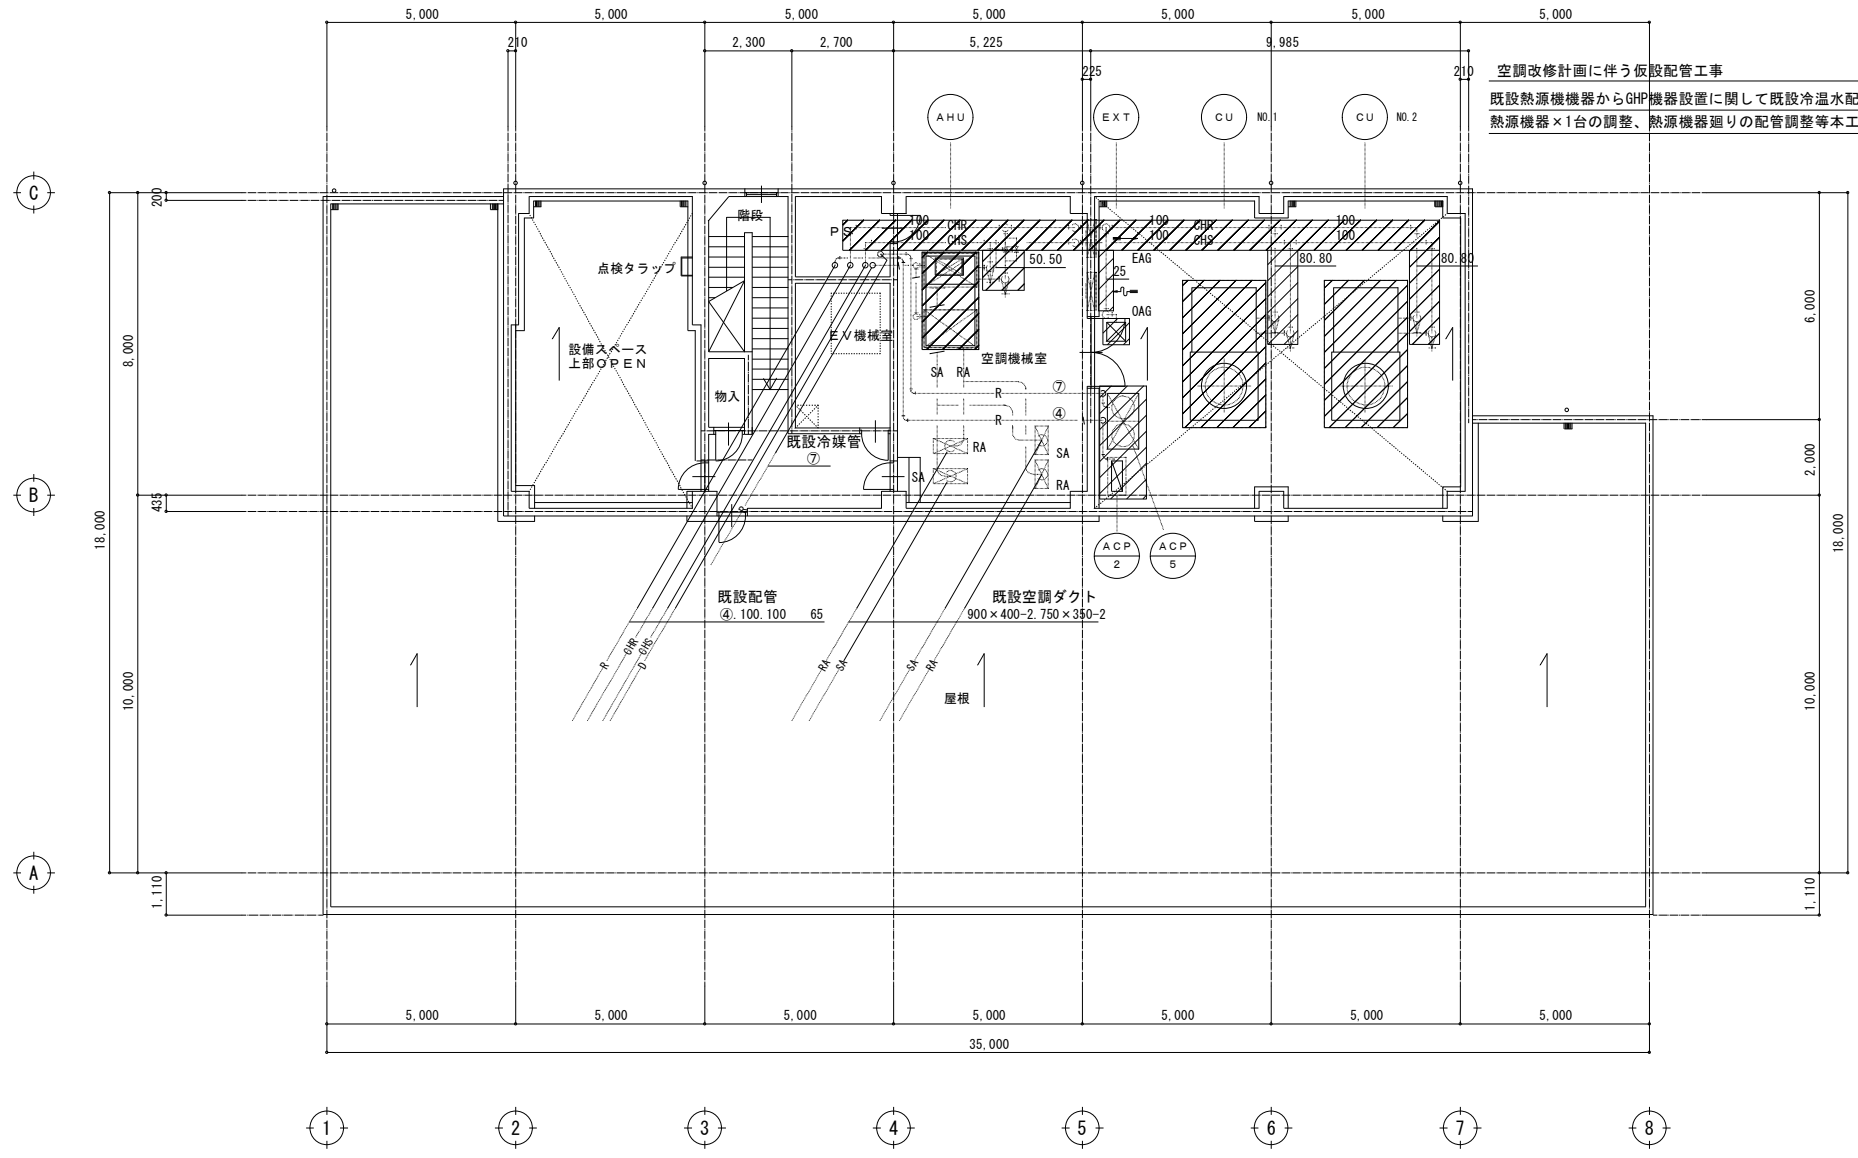 5,000 5,000 5,000 5,000 5,000 5,000 5,000
210 2,300 2,700 5,225 9,985
225 210
空調改修計画に伴う仮設配管工事
既設熱源機機器からGHP機器設置に関して既設冷温水配
熱源機器×1台の調整、熱源機器廻りの配管調整等本工
AHU EXT CU NO.1 CU NO.2
C
200
階段
PS
100 CHR 100 CHR 100
100 CHS 100 CHS 100
点検タラップ
50.50 EAG 80.80 80.80
25
OAG
6,000
8,000
EV機械室
設備スペース
上部OPEN
空調機械室
SA RA
物入
R ⑦
R ④
既設冷媒管
⑦
RA SA
SA RA
2,000
B
435
18,000
18,000
ACP
2
ACP
5
既設配管
④.100.100 65
既設空調ダクト
900×400-2.750×350-2
R CHR D CHS
RA SA SA RA
屋根
10,000
10,000
A
1,110
1,110
5,000 5,000 5,000 5,000 5,000 5,000 5,000
35,000
1 2 3 4 5 6 7 8